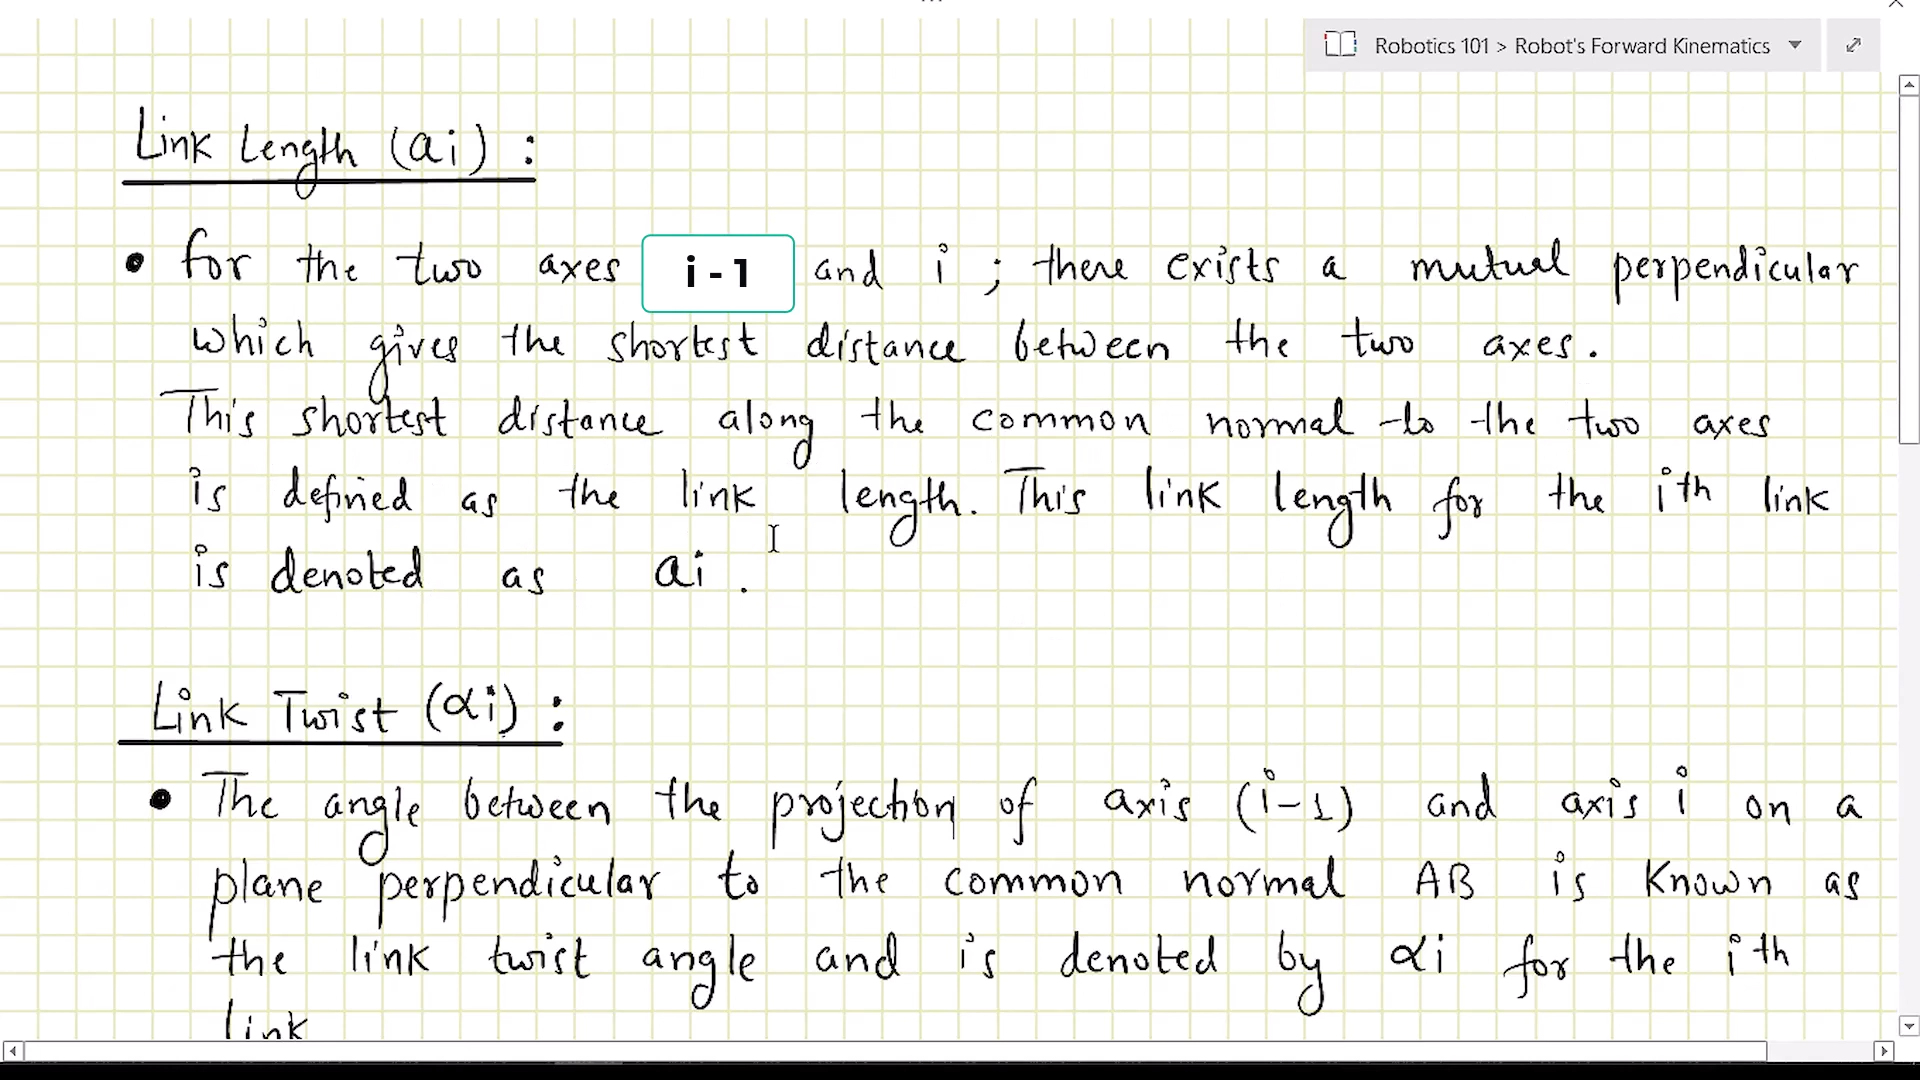 Robotics 101 > Robot's Forward Kinematics
Link Length (ai) :
• for the two axes i - 1 and i ; there exists a mutual perpendicular
which gives the shortest distance between the two axes.
This shortest distance along the common normal to the two axes
is defined as the link length. This link length for the ith link
is denoted as ai .
Link Twist (αi) :
• The angle between the projection of axis (i-1) and axis i on a
plane perpendicular to the common normal AB is known as
the link twist angle and is denoted by αi for the ith
link